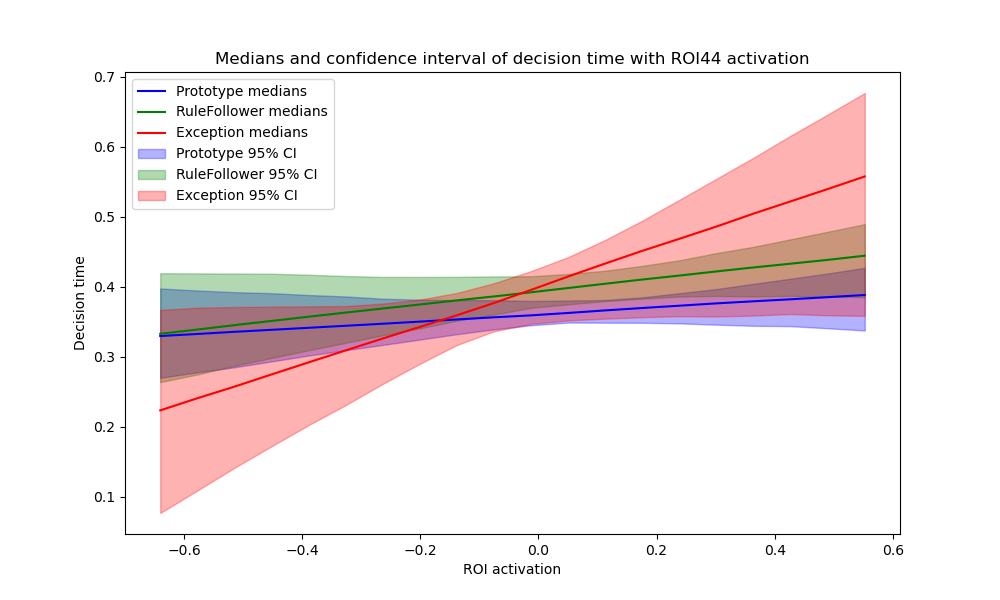 Medians and confidence interval of decision time with ROI44 activation
Prototype medians
RuleFollower medians
Exception medians
Prototype 95% CI
RuleFollower 95% CI
Exception 95% CI
0.7
0.6
0.5
0.4
0.3
0.2
0.1
Decision time
−0.6 −0.4 −0.2 0.0 0.2 0.4 0.6
ROI activation